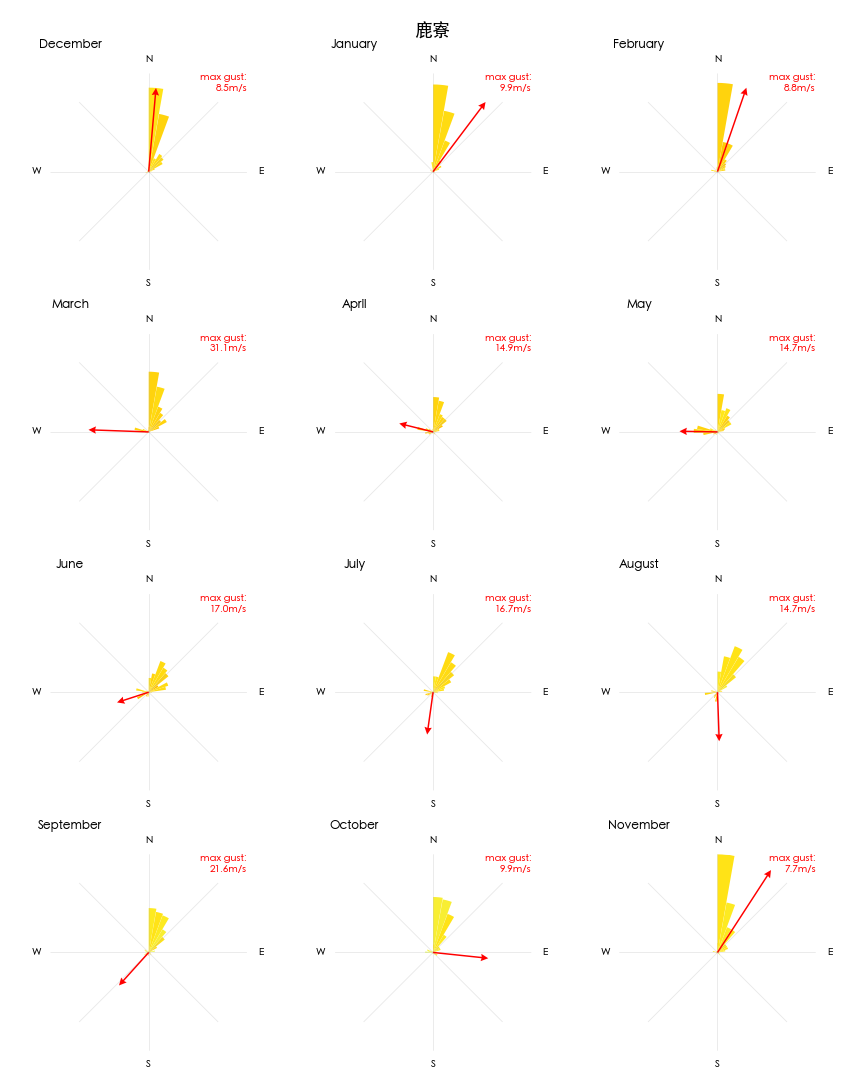 鹿寮
December
N
max gust:
8.5m/s
W
E
S
January
N
max gust:
9.9m/s
W
E
S
February
N
max gust:
8.8m/s
W
E
S
March
N
max gust:
31.1m/s
W
E
S
April
N
max gust:
14.9m/s
W
E
S
May
N
max gust:
14.7m/s
W
E
S
June
N
max gust:
17.0m/s
W
E
S
July
N
max gust:
16.7m/s
W
E
S
August
N
max gust:
14.7m/s
W
E
S
September
N
max gust:
21.6m/s
W
E
S
October
N
max gust:
9.9m/s
W
E
S
November
N
max gust:
7.7m/s
W
E
S